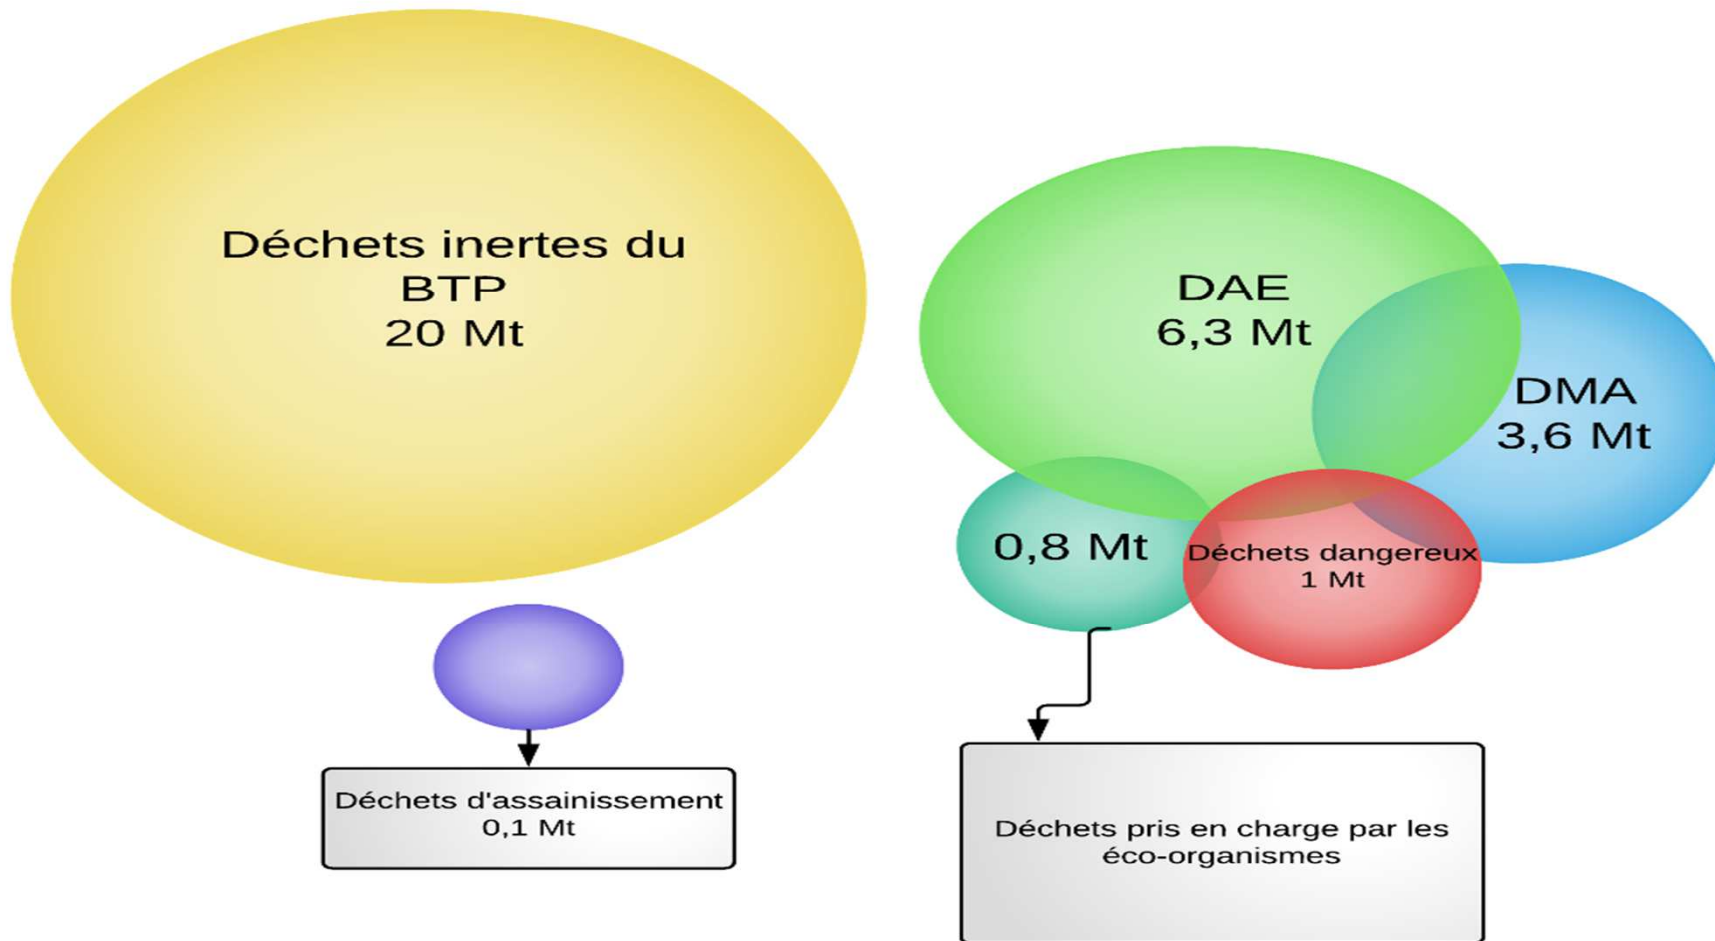 Déchets inertes du
BTP
20 Mt
DAE
6,3 Mt
DMA
3,6 Mt
0,8 Mt
Déchets dangereux
1 Mt
Déchets d'assainissement
0,1 Mt
Déchets pris en charge par les
éco-organismes